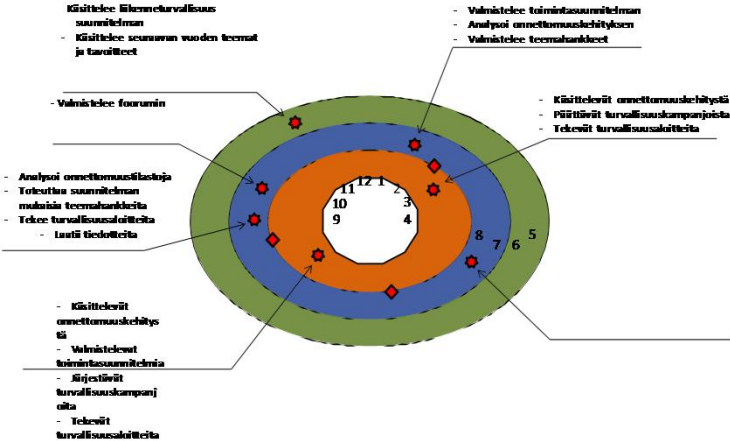 Käsittelee liikenneturvallisuus
suunnitelman
- Käsittelee seuraavan vuoden teemat
ja tavoitteet
- Valmistelee toimintasuunnitelman
- Analysoi onnettomuuskehityksen
- Valmistelee teemahankkeet
- Valmistelee foorumin
- Käsittelevät onnettomuuskehitystä
- Päättävät turvallisuuskampanjoista
- Tekevät turvallisuusaloitteita
- Analysoi onnettomuustilastoja
- Toteuttaa suunnitelman
mukaisia teemahankkeita
- Tekee turvallisuusaloitteita
- Laatii tiedotteita
12 1
11 2
10 3
9 4
8 7 6 5
- Käsittelevät
onnettomuuskehitys
tä
- Valmistelevat
toimintasuunnitelmia
- Järjestävät
turvallisuuskampanj
oita
- Tekevät
turvallisuusaloitteita